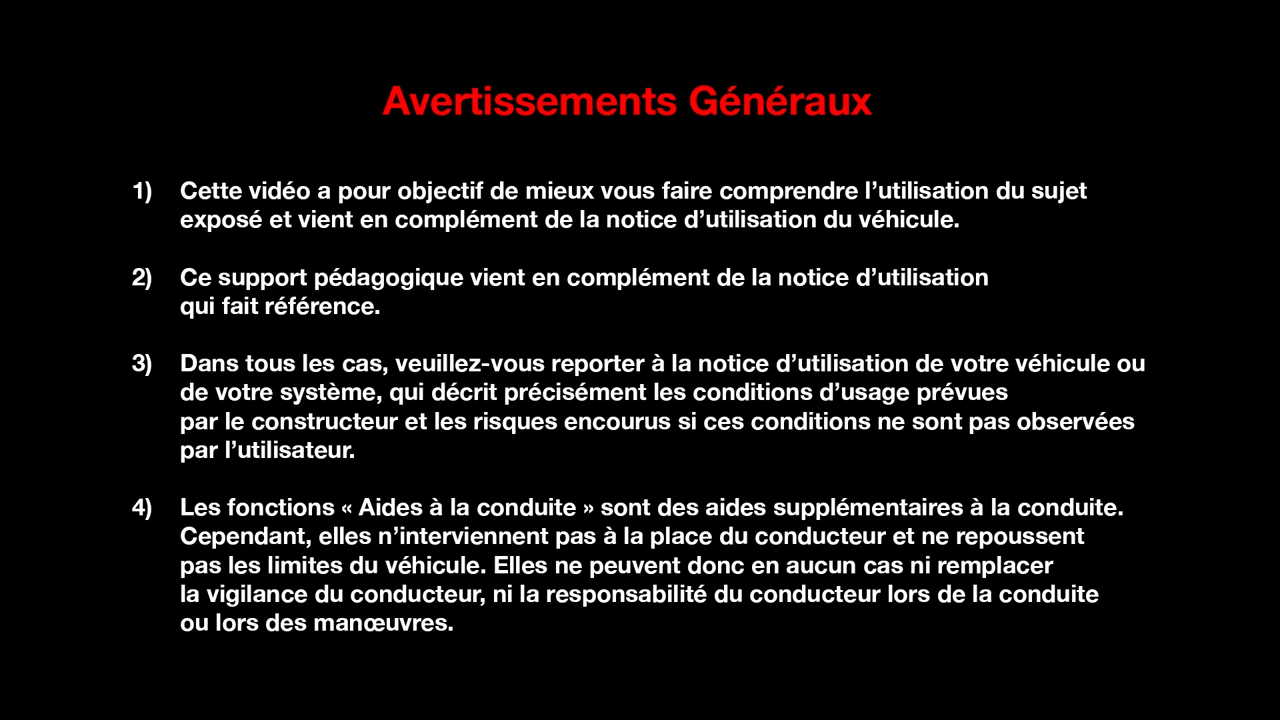 Avertissements Généraux
1) Cette vidéo a pour objectif de mieux vous faire comprendre l’utilisation du sujet
exposé et vient en complément de la notice d’utilisation du véhicule.
2) Ce support pédagogique vient en complément de la notice d’utilisation
qui fait référence.
3) Dans tous les cas, veuillez-vous reporter à la notice d’utilisation de votre véhicule ou
de votre système, qui décrit précisément les conditions d’usage prévues
par le constructeur et les risques encourus si ces conditions ne sont pas observées
par l’utilisateur.
4) Les fonctions « Aides à la conduite » sont des aides supplémentaires à la conduite.
Cependant, elles n’interviennent pas à la place du conducteur et ne repoussent
pas les limites du véhicule. Elles ne peuvent donc en aucun cas ni remplacer
la vigilance du conducteur, ni la responsabilité du conducteur lors de la conduite
ou lors des manœuvres.